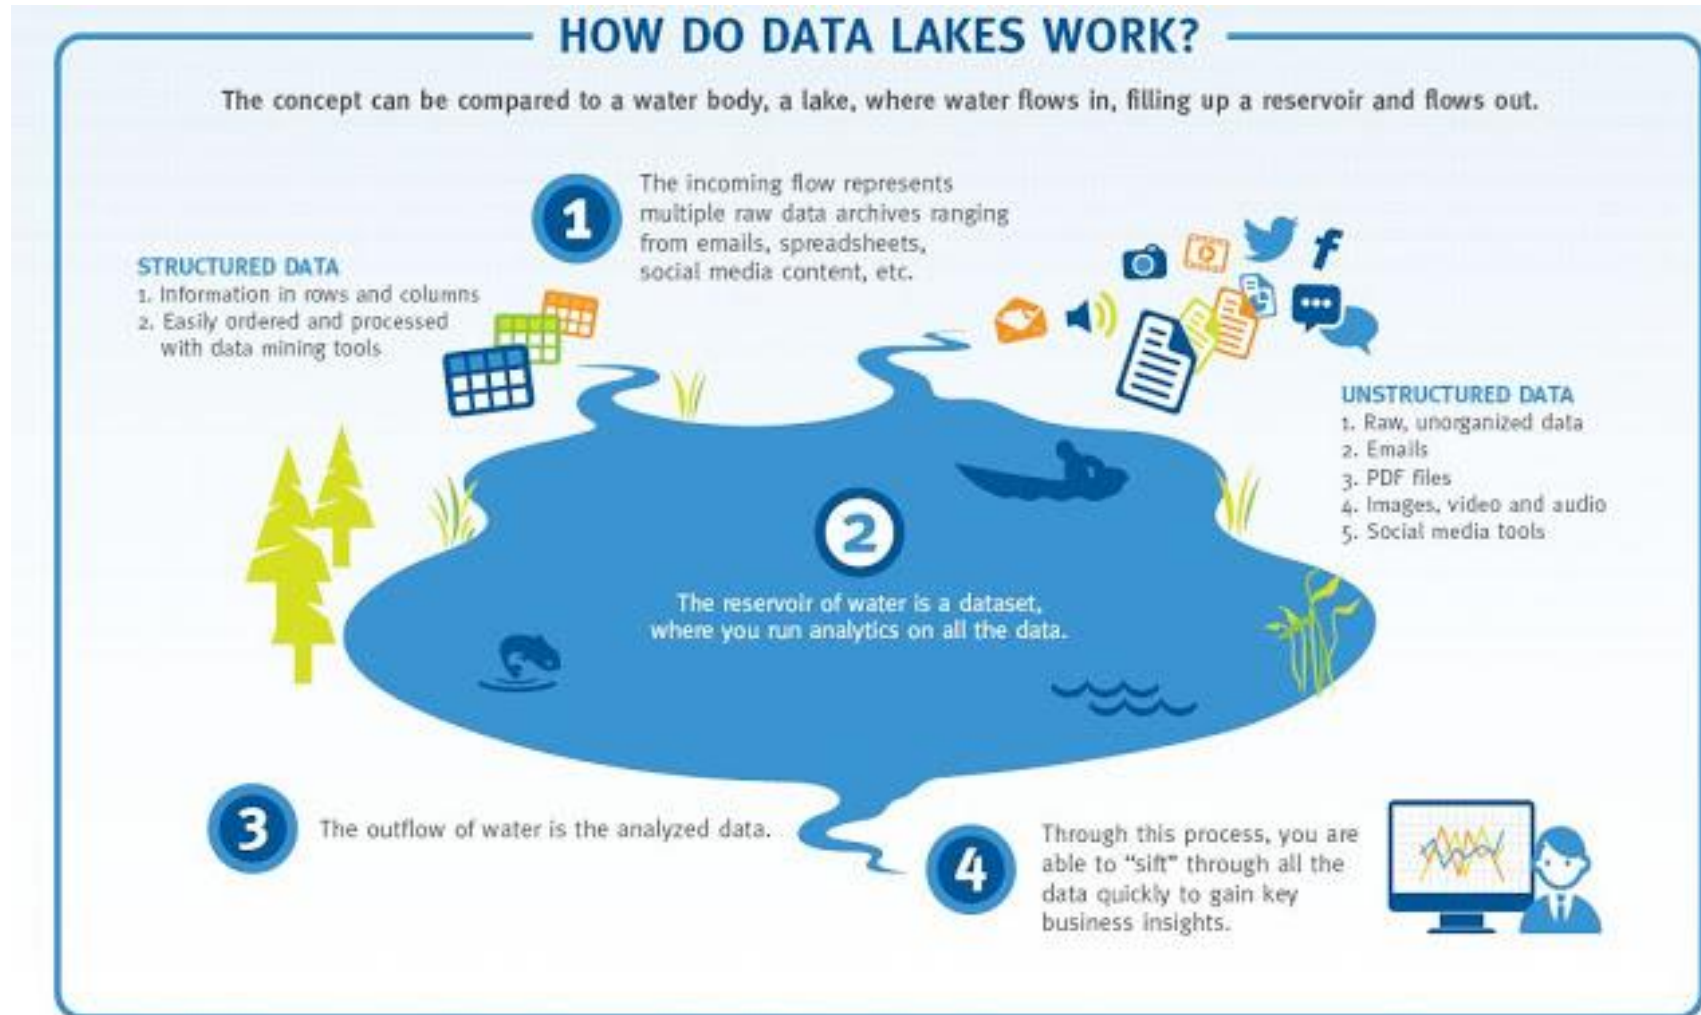 HOW DO DATA LAKES WORK?
The concept can be compared to a water body, a lake, where water flows in, filling up a reservoir and flows out.
1
The incoming flow represents
multiple raw data archives ranging
from emails, spreadsheets,
social media content, etc.
STRUCTURED DATA
1. Information in rows and columns
2. Easily ordered and processed
with data mining tools
UNSTRUCTURED DATA
1. Raw, unorganized data
2. Emails
3. PDF files
4. Images, video and audio
5. Social media tools
2
The reservoir of water is a dataset,
where you run analytics on all the data.
3
The outflow of water is the analyzed data.
4
Through this process, you are
able to “sift” through all the
data quickly to gain key
business insights.